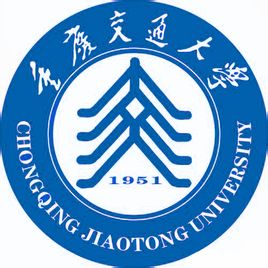 重庆交通大学
1951
CHONGQING JIAOTONG UNIVERSITY